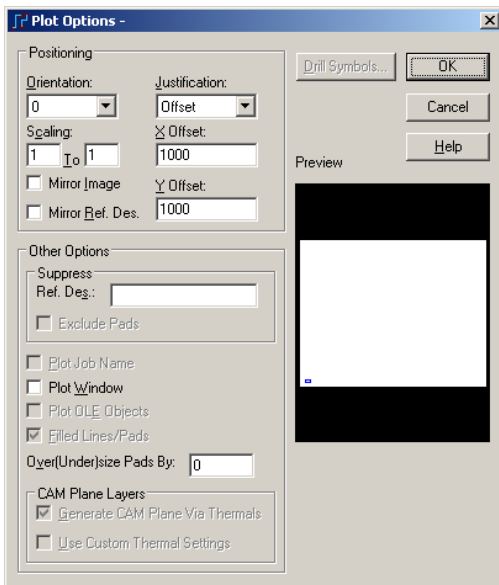 Plot Options -
Positioning
Orientation:
Justification:
0
Offset
Scaling:
X Offset:
1 To 1
1000
Mirror Image
Y Offset:
Mirror Ref. Des.
1000
Drill Symbols...
OK
Cancel
Help
Preview
Other Options
Suppress
Ref. Des.:
Exclude Pads
Plot Job Name
Plot Window
Plot OLE Objects
Filled Lines/Pads
Over(Under)size Pads By: 0
CAM Plane Layers
Generate CAM Plane Via Thermals
Use Custom Thermal Settings